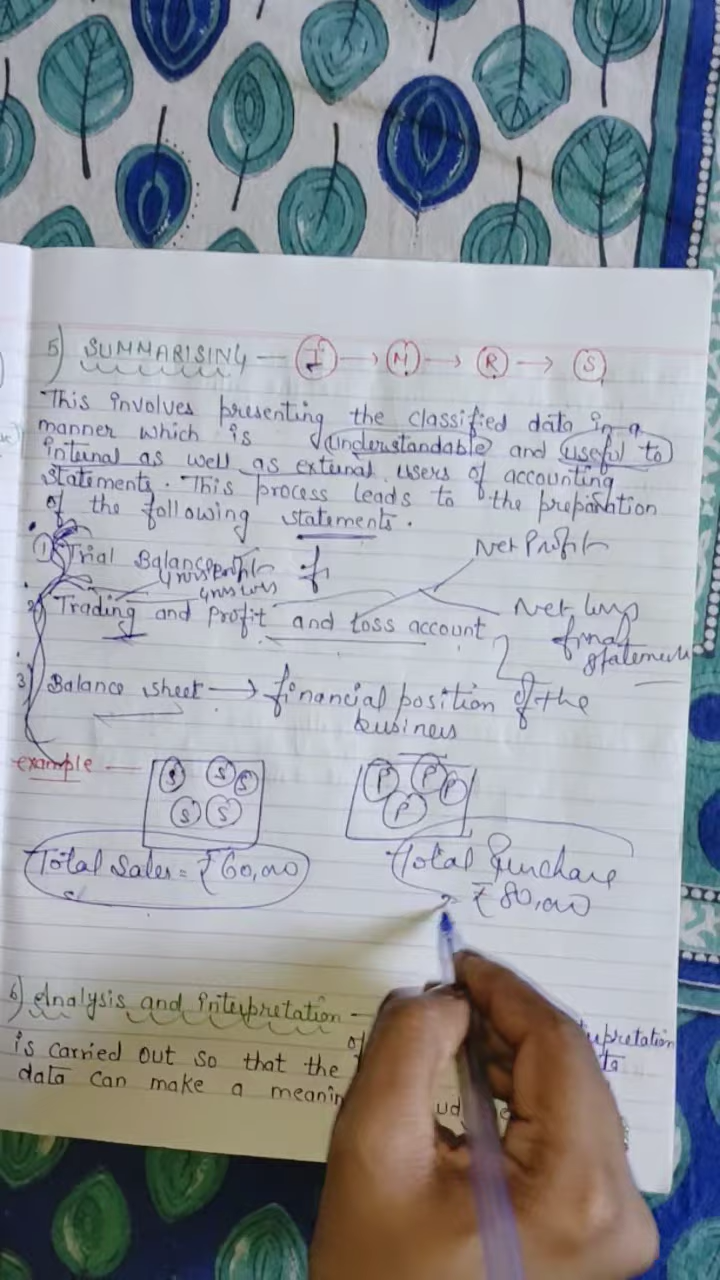 5) SUMMARISING — I → M → R → S
This involves presenting the classified data in a
manner which is understandable and useful to
internal as well as external users of accounting
statements. This process leads to the preparation
of the following statements.
Net Profit
1) Trial Balance
2) Trading and Profit and loss account
Net loss
final
statement
3) Balance sheet → financial position of the
business
example —
S S S
S S
P P P
P
Total Sales = ₹60,000
Total Purchase
= ₹80,000
6) Analysis and interpretation —
is carried out so that the
data can make a